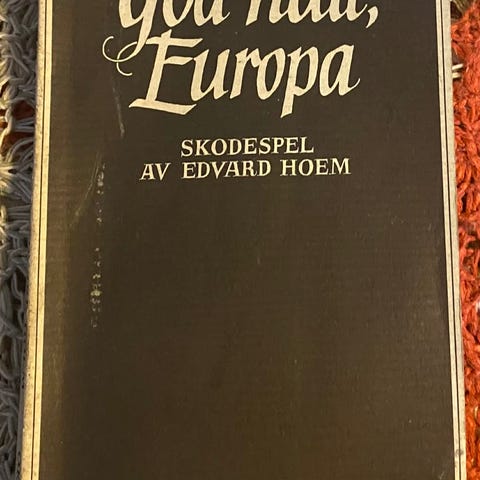 God natt,
Europa
SKODESPEL
AV EDVARD HOEM